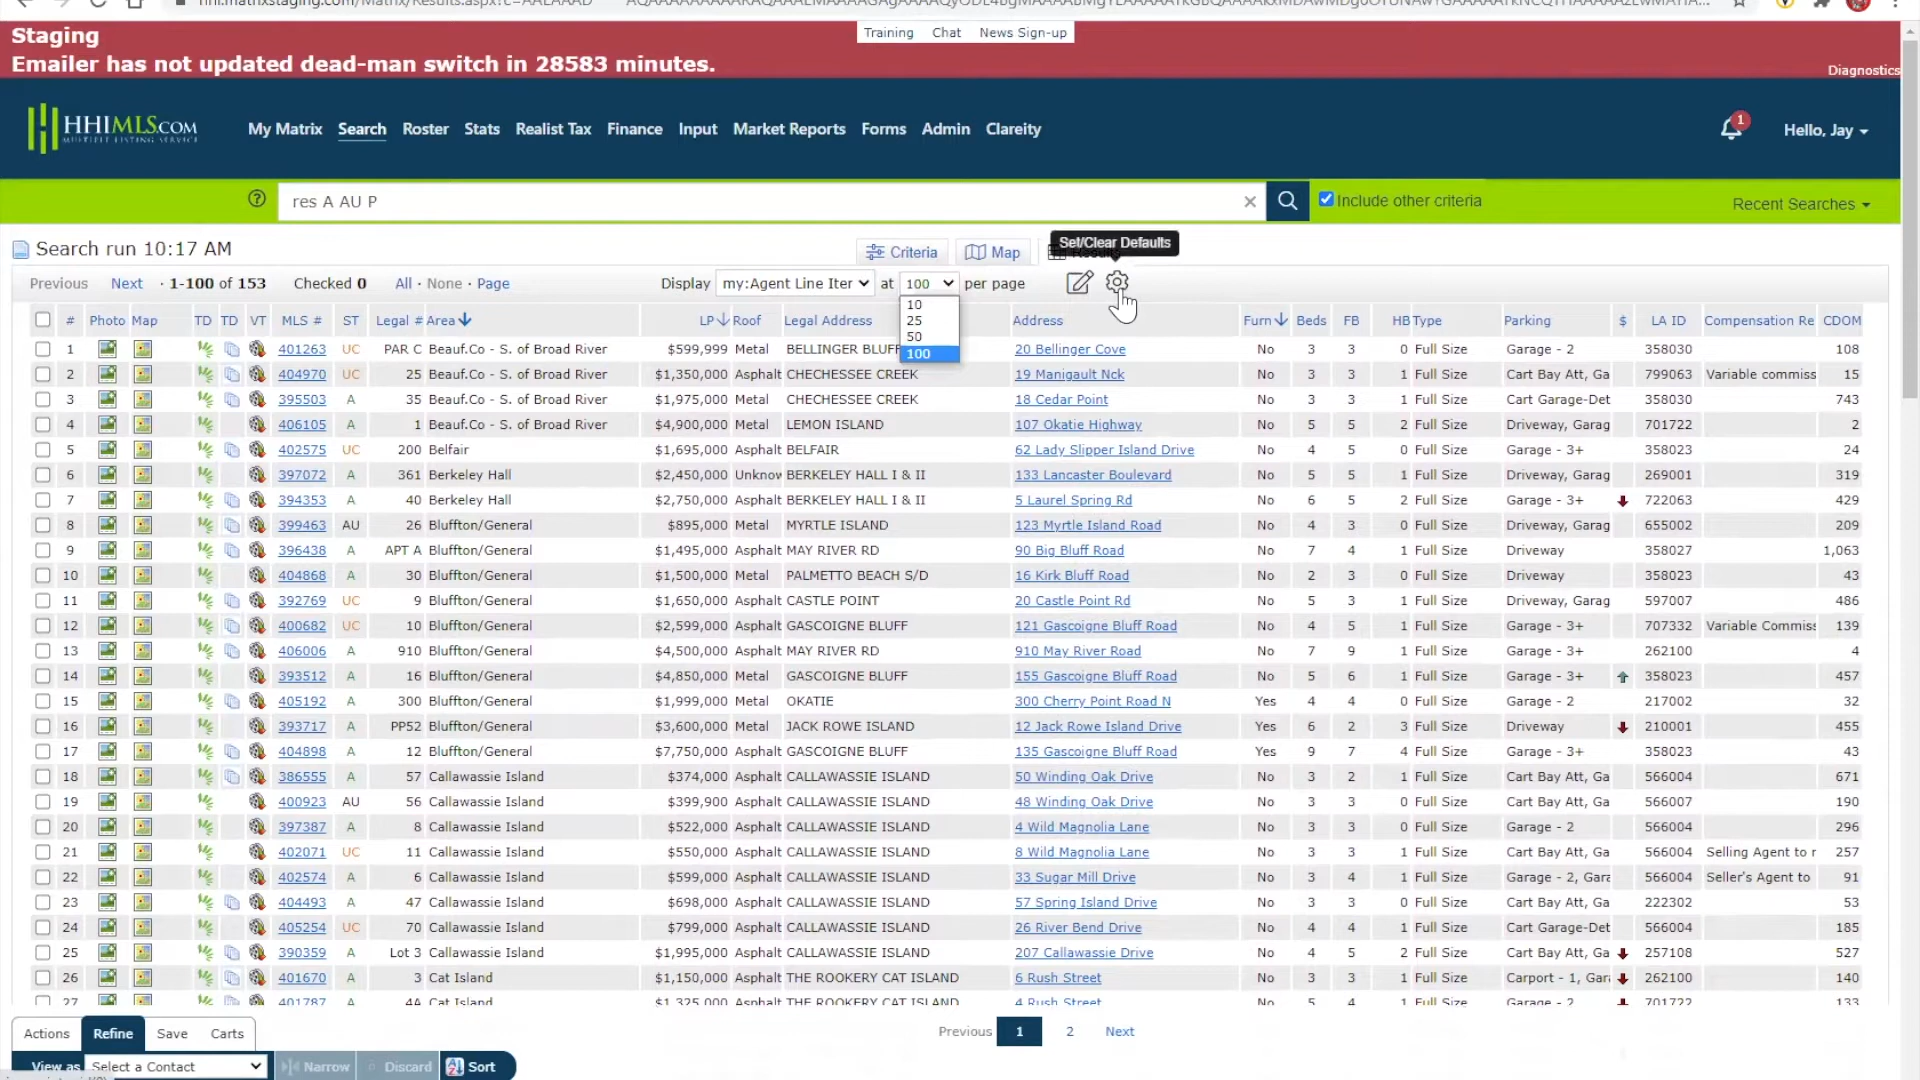 hhi.matrixstaging.com/Matrix/Results.aspx?c=AAEAAAD
Staging
Emailer has not updated dead-man switch in 28583 minutes.
Training Chat News Sign-up
Diagnostics
HHIMLS.COM
MULTIPLE LISTING SERVICE
My Matrix Search Roster Stats Realist Tax Finance Input Market Reports Forms Admin Clareity
1
Hello, Jay
res A AU P
Include other criteria
Recent Searches
Search run 10:17 AM
Criteria Map
Set/Clear Defaults
Previous Next · 1-100 of 153 Checked 0 All · None · Page
Display my:Agent Line Iter at 100 per page
10
25
50
100
# Photo Map TD TD VT MLS # ST Legal # Area LP Roof Legal Address Address Furn Beds FB HB Type Parking $ LA ID Compensation Re CDOM
1 401263 UC PAR C Beauf.Co - S. of Broad River $599,999 Metal BELLINGER BLUFF 20 Bellinger Cove No 3 3 0 Full Size Garage - 2 358030 108
2 404970 UC 25 Beauf.Co - S. of Broad River $1,350,000 Asphalt CHECHESSEE CREEK 19 Manigault Nck No 3 3 1 Full Size Cart Bay Att, Ga 799063 Variable commiss 15
3 395503 A 35 Beauf.Co - S. of Broad River $1,975,000 Metal CHECHESSEE CREEK 18 Cedar Point No 3 3 1 Full Size Cart Garage-Det 358030 743
4 406105 A 1 Beauf.Co - S. of Broad River $4,900,000 Metal LEMON ISLAND 107 Okatie Highway No 5 5 2 Full Size Driveway, Garag 701722 2
5 402575 UC 200 Belfair $1,695,000 Asphalt BELFAIR 62 Lady Slipper Island Drive No 4 5 0 Full Size Garage - 3+ 358023 24
6 397072 A 361 Berkeley Hall $2,450,000 Unknow BERKELEY HALL I & II 133 Lancaster Boulevard No 5 5 1 Full Size Driveway, Garag 269001 319
7 394353 A 40 Berkeley Hall $2,750,000 Asphalt BERKELEY HALL I & II 5 Laurel Spring Rd No 6 5 2 Full Size Garage - 3+ 722063 429
8 399463 AU 26 Bluffton/General $895,000 Metal MYRTLE ISLAND 123 Myrtle Island Road No 4 3 0 Full Size Driveway, Garag 655002 209
9 396438 A APT A Bluffton/General $1,495,000 Asphalt MAY RIVER RD 90 Big Bluff Road No 7 4 1 Full Size Driveway 358027 1,063
10 404868 A 30 Bluffton/General $1,500,000 Metal PALMETTO BEACH S/D 16 Kirk Bluff Road No 2 3 0 Full Size Driveway 358023 43
11 392769 UC 9 Bluffton/General $1,650,000 Asphalt CASTLE POINT 20 Castle Point Rd No 5 3 1 Full Size Driveway, Garag 597007 486
12 400682 UC 10 Bluffton/General $2,599,000 Asphalt GASCOIGNE BLUFF 121 Gascoigne Bluff Road No 4 5 1 Full Size Garage - 3+ 707332 Variable Commiss 139
13 406006 A 910 Bluffton/General $4,500,000 Asphalt MAY RIVER RD 910 May River Road No 7 9 1 Full Size Garage - 3+ 262100 4
14 393512 A 16 Bluffton/General $4,850,000 Metal GASCOIGNE BLUFF 155 Gascoigne Bluff Road No 5 6 1 Full Size Garage - 3+ 358023 457
15 405192 A 300 Bluffton/General $1,999,000 Metal OKATIE 300 Cherry Point Road N Yes 4 4 0 Full Size Garage - 2 217002 32
16 393717 A PP52 Bluffton/General $3,600,000 Metal JACK ROWE ISLAND 12 Jack Rowe Island Drive Yes 6 2 3 Full Size Driveway 210001 455
17 404898 A 12 Bluffton/General $7,750,000 Asphalt GASCOIGNE BLUFF 135 Gascoigne Bluff Road Yes 9 7 4 Full Size Garage - 3+ 358023 43
18 386555 A 57 Callawassie Island $374,000 Asphalt CALLAWASSIE ISLAND 50 Winding Oak Drive No 3 2 1 Full Size Cart Bay Att, Ga 566004 671
19 400923 AU 56 Callawassie Island $399,900 Asphalt CALLAWASSIE ISLAND 48 Winding Oak Drive No 3 3 0 Full Size Cart Bay Att, Ga 566007 190
20 397387 A 8 Callawassie Island $522,000 Asphalt CALLAWASSIE ISLAND 4 Wild Magnolia Lane No 3 3 0 Full Size Garage - 2 566004 296
21 402071 UC 11 Callawassie Island $550,000 Asphalt CALLAWASSIE ISLAND 8 Wild Magnolia Lane No 3 3 1 Full Size Cart Bay Att, Ga 566004 Selling Agent to r 257
22 402574 A 6 Callawassie Island $599,000 Asphalt CALLAWASSIE ISLAND 33 Sugar Mill Drive No 3 4 1 Full Size Garage - 2, Gara 566004 Seller's Agent to 91
23 404493 A 47 Callawassie Island $698,000 Asphalt CALLAWASSIE ISLAND 57 Spring Island Drive No 3 3 0 Full Size Cart Bay Att, Ga 222302 53
24 405254 UC 70 Callawassie Island $799,000 Asphalt CALLAWASSIE ISLAND 26 River Bend Drive No 4 4 1 Full Size Cart Garage-Det 566004 185
25 390359 A Lot 3 Callawassie Island $1,995,000 Asphalt CALLAWASSIE ISLAND 207 Callawassie Drive No 4 5 2 Full Size Cart Bay Att, Ga 257108 527
26 401670 A 3 Cat Island $1,150,000 Asphalt THE ROOKERY CAT ISLAND 6 Rush Street No 3 3 1 Full Size Carport - 1, Gara 262100 140
27 401787 A 4A Cat Island $1,325,000 Asphalt THE ROOKERY CAT ISLAND 4 Rush Street No 5 4 1 Full Size Garage - 2 701722 133
Actions Refine Save Carts
Previous 1 2 Next
View as Select a Contact Narrow Discard Sort